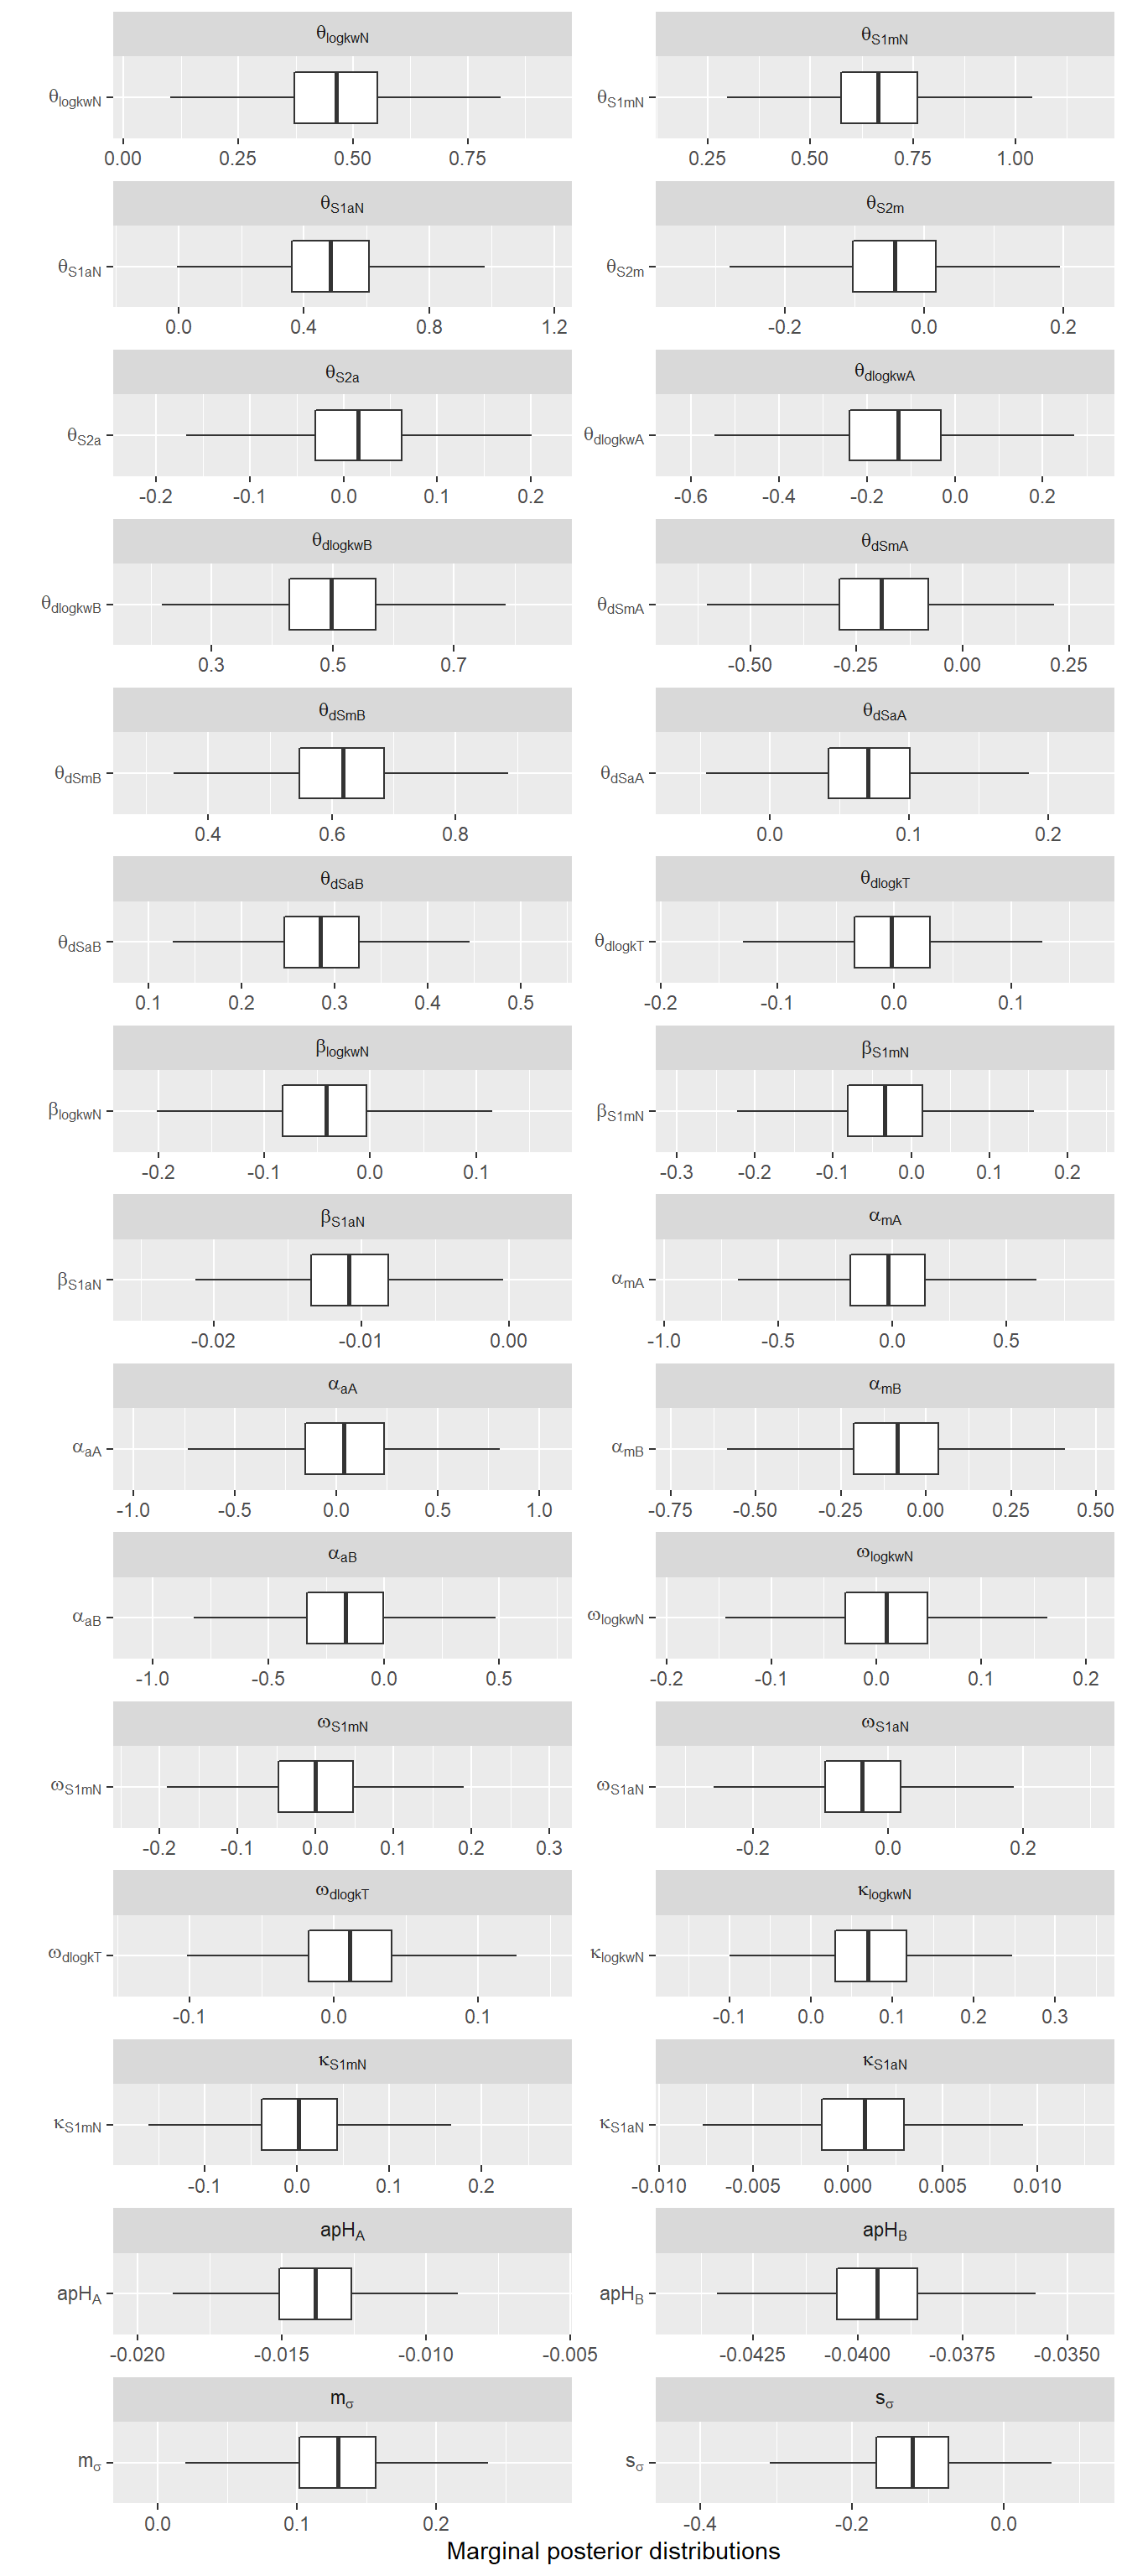 θlogkwN θS1mN
θlogkwN θS1mN
0.00 0.25 0.50 0.75 0.25 0.50 0.75 1.00
θS1aN θS2m
θS1aN θS2m
0.0 0.4 0.8 1.2 -0.2 0.0 0.2
θS2a θdlogkwA
θS2a θdlogkwA
-0.2 -0.1 0.0 0.1 0.2 -0.6 -0.4 -0.2 0.0 0.2
θdlogkwB θdSmA
θdlogkwB θdSmA
0.3 0.5 0.7 -0.50 -0.25 0.00 0.25
θdSmB θdSaA
θdSmB θdSaA
0.4 0.6 0.8 0.0 0.1 0.2
θdSaB θdlogkT
θdSaB θdlogkT
0.1 0.2 0.3 0.4 0.5 -0.2 -0.1 0.0 0.1
βlogkwN βS1mN
βlogkwN βS1mN
-0.2 -0.1 0.0 0.1 -0.3 -0.2 -0.1 0.0 0.1 0.2
βS1aN αmA
βS1aN αmA
-0.02 -0.01 0.00 -1.0 -0.5 0.0 0.5
αaA αmB
αaA αmB
-1.0 -0.5 0.0 0.5 1.0 -0.75 -0.50 -0.25 0.00 0.25 0.50
αaB ωlogkwN
αaB ωlogkwN
-1.0 -0.5 0.0 0.5 -0.2 -0.1 0.0 0.1 0.2
ωS1mN ωS1aN
ωS1mN ωS1aN
-0.2 -0.1 0.0 0.1 0.2 0.3 -0.2 0.0 0.2
ωdlogkT κlogkwN
ωdlogkT κlogkwN
-0.1 0.0 0.1 -0.1 0.0 0.1 0.2 0.3
κS1mN κS1aN
κS1mN κS1aN
-0.1 0.0 0.1 0.2 -0.010 -0.005 0.000 0.005 0.010
apHA apHB
apHA apHB
-0.020 -0.015 -0.010 -0.005 -0.0425 -0.0400 -0.0375 -0.0350
mσ sσ
mσ sσ
0.0 0.1 0.2 -0.4 -0.2 0.0
Marginal posterior distributions